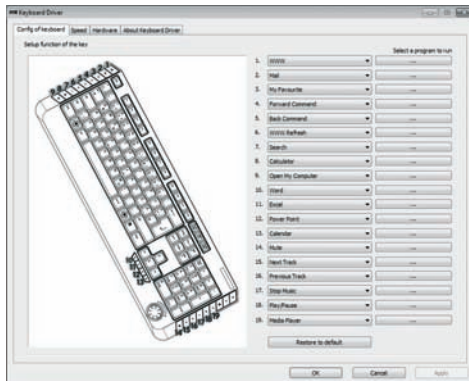 Keyboard Driver
Config of keyboard Speed Hardware About Keyboard Driver
Setup function of the key
Select a program to run
1. WWW ...
2. Mail ...
3. My Favourite ...
4. Forward Command ...
5. Back Command ...
6. WWW Refresh ...
7. Search ...
8. Calculator ...
9. Open My Computer ...
10. Word ...
11. Excel ...
12. Power Point ...
13. Calendar ...
14. Mute ...
15. Next Track ...
16. Previous Track ...
17. Stop Music ...
18. Play/Pause ...
19. Media Player ...
Restore to default
OK Cancel Apply